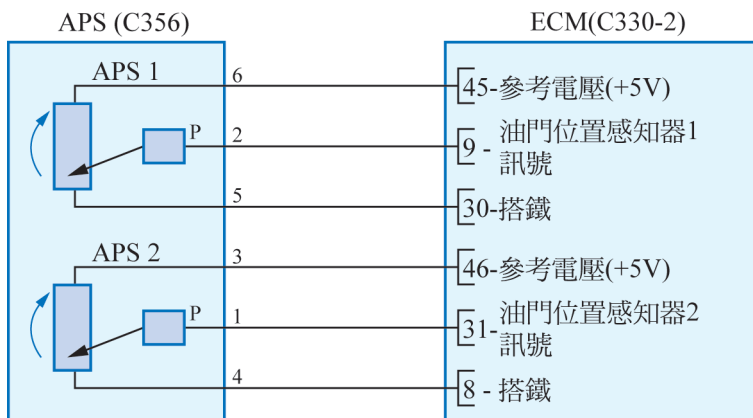 APS (C356)
ECM(C330-2)
APS 1
6
45-參考電壓(+5V)
P
2
9 - 油門位置感知器1
訊號
5
30-搭鐵
APS 2
3
46-參考電壓(+5V)
P
1
31-油門位置感知器2
訊號
4
8 - 搭鐵